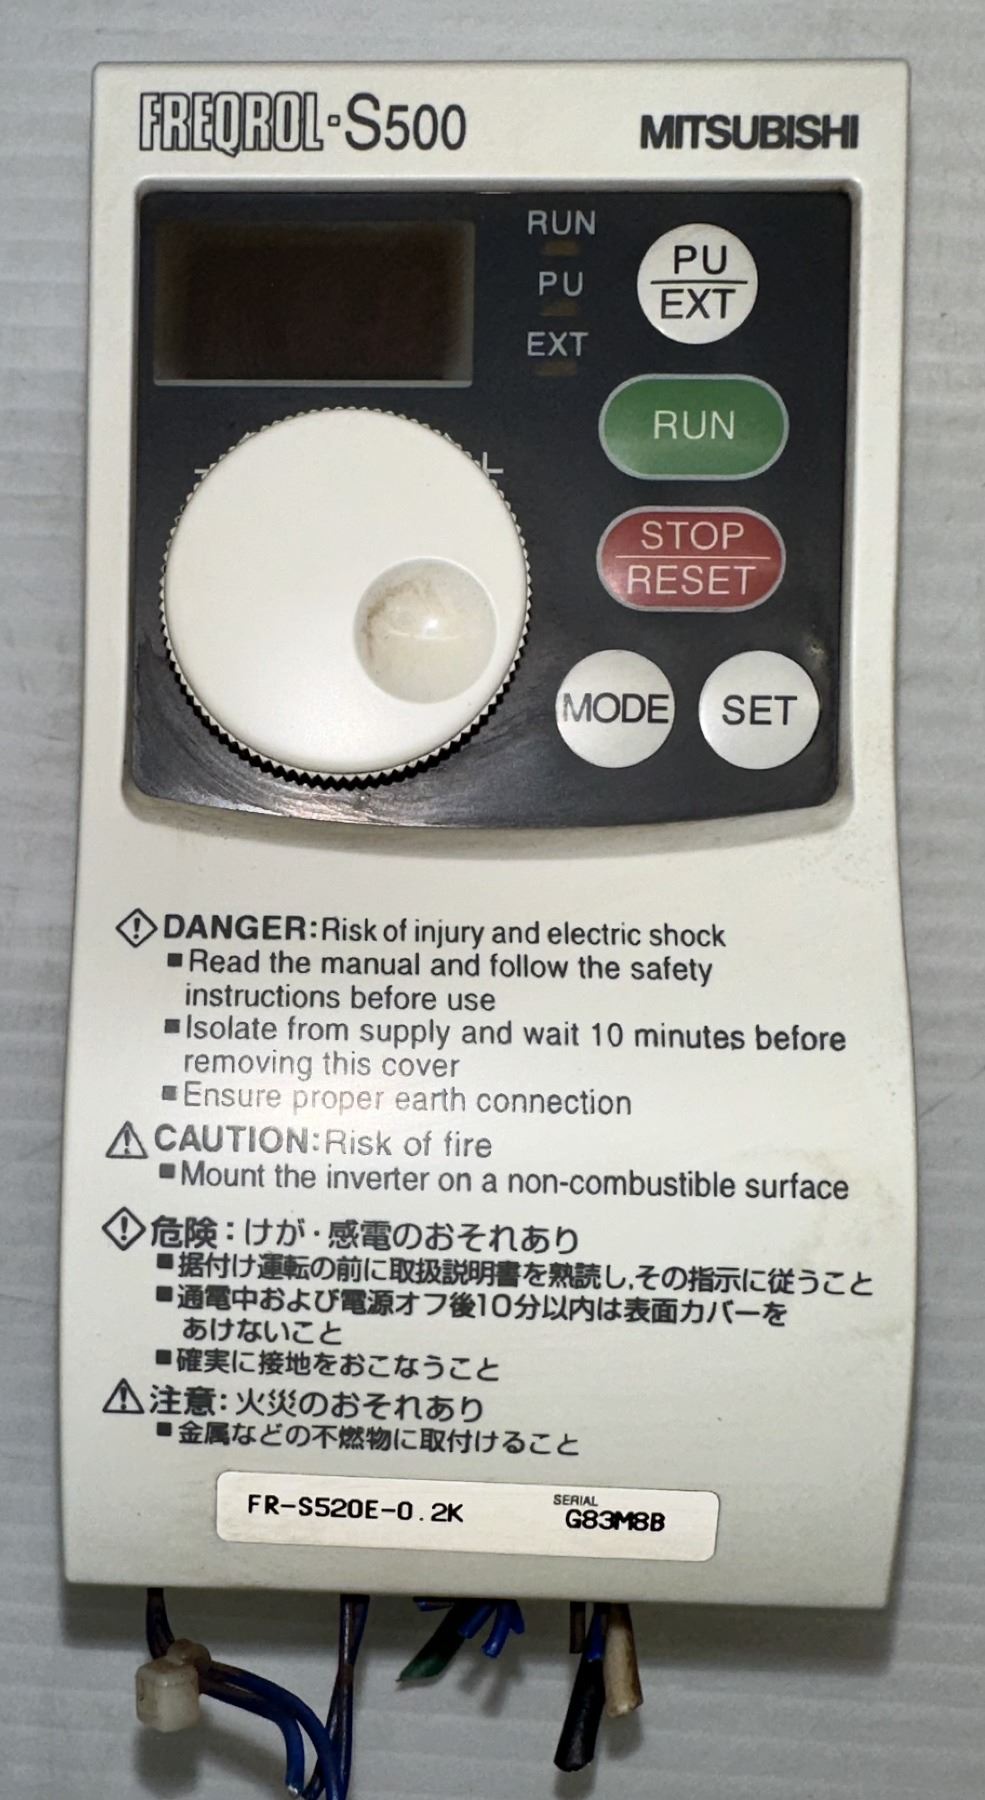 FREQROL-S500
MITSUBISHI
RUN
PU
EXT
PU
EXT
RUN
STOP
RESET
MODE
SET
− +
DANGER:Risk of injury and electric shock
■Read the manual and follow the safety
instructions before use
■Isolate from supply and wait 10 minutes before
removing this cover
■Ensure proper earth connection
CAUTION:Risk of fire
■Mount the inverter on a non-combustible surface
危険：けが・感電のおそれあり
■据付け運転の前に取扱説明書を熟読し,その指示に従うこと
■通電中および電源オフ後10分以内は表面カバーを
あけないこと
■確実に接地をおこなうこと
注意：火災のおそれあり
■金属などの不燃物に取付けること
FR-S520E-0.2K
SERIAL
G83M8B